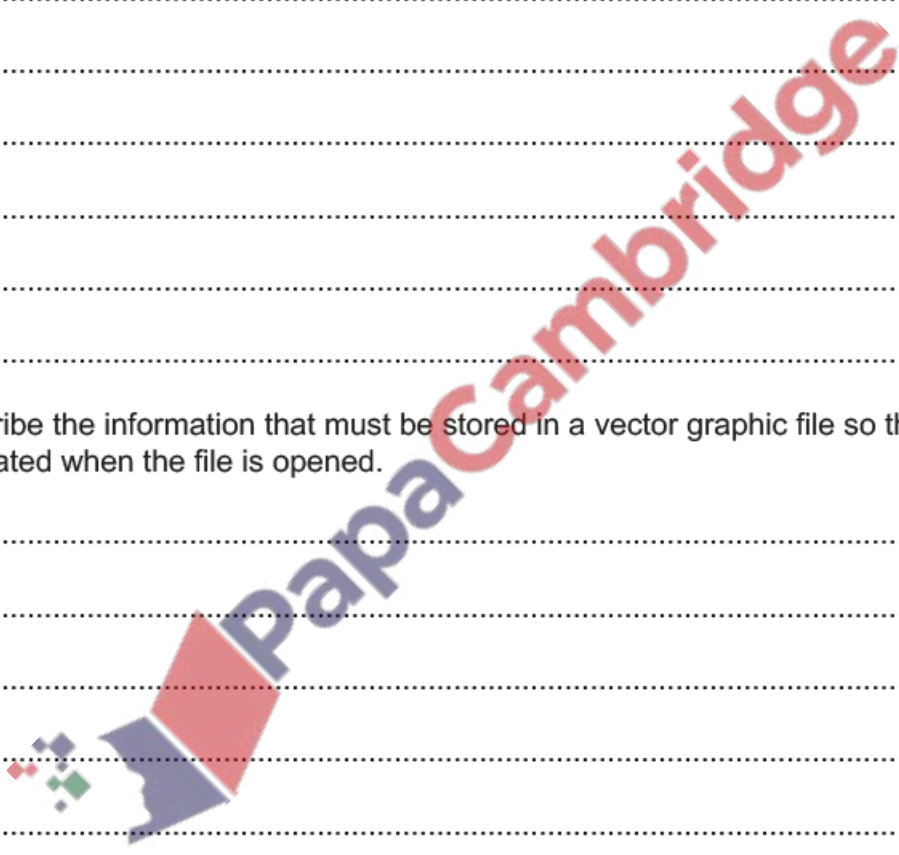 ribe the information that must be stored in a vector graphic file so th
ated when the file is opened.
PapaCambridge